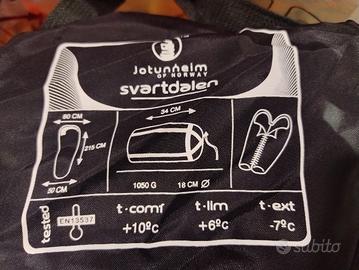 Jotunheim
OF NORWAY
svartdalen
80 CM
215 CM
50 CM
34 CM
1050 G
18 CM Ø
tested
EN13537
t·comf
+10ºc
t·lim
+6ºc
t·ext
-7ºc
subito